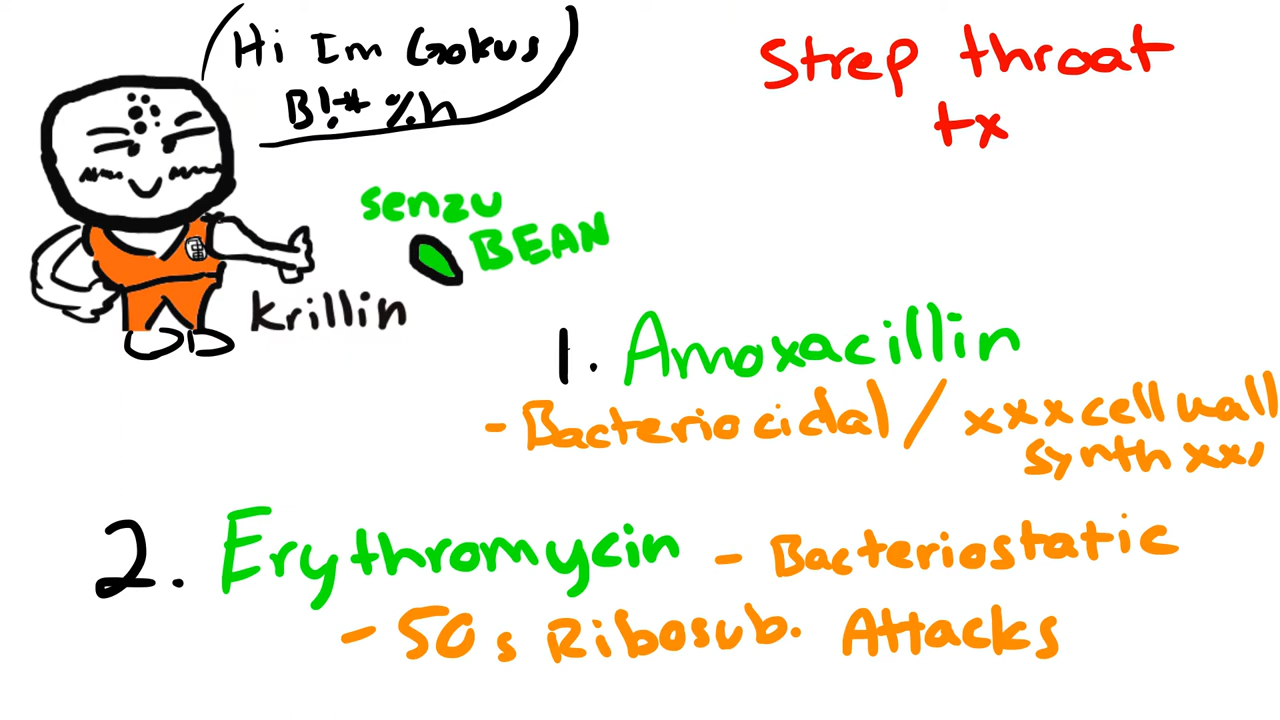 Hi Im Gokus
B!* %h
Strep throat
tx
senzu
BEAN
krillin
1. Amoxacillin
- Bacteriocidal / xxx cell wall
synth xxx
2. Erythromycin - Bacteriostatic
- 50s Ribosub. Attacks